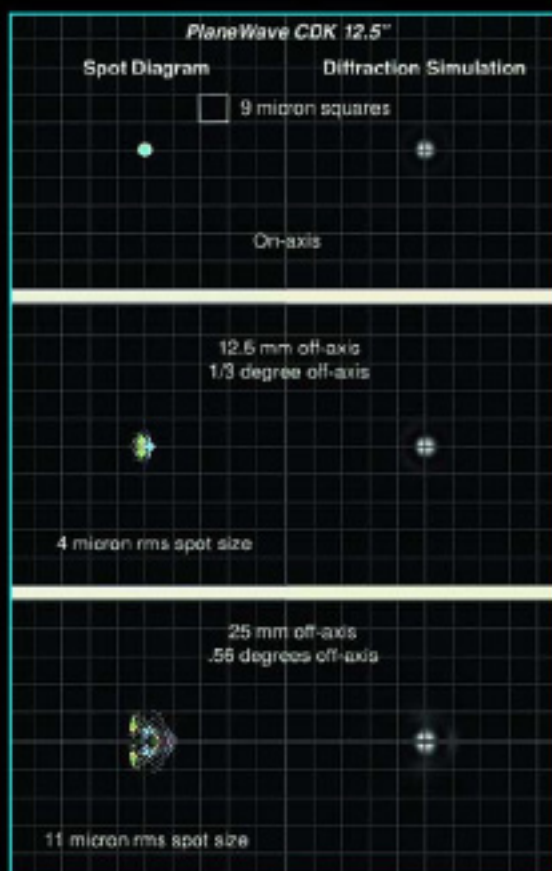 PlaneWave CDK 12.5"
Spot Diagram
Diffraction Simulation
9 micron squares
On-axis
12.5 mm off-axis
1/3 degree off-axis
4 micron rms spot size
25 mm off-axis
.56 degrees off-axis
11 micron rms spot size